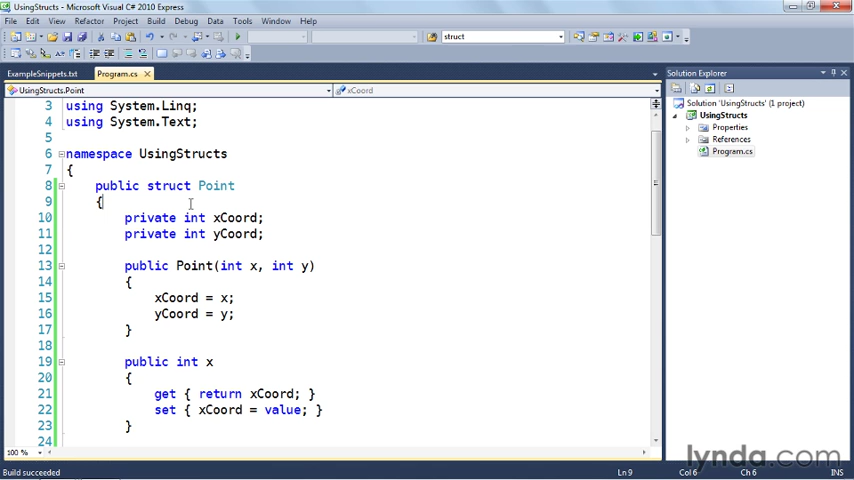 UsingStructs - Microsoft Visual C# 2010 Express
File Edit View Refactor Project Build Debug Data Tools Window Help
struct
ExampleSnippets.txt Program.cs
UsingStructs.Point xCoord
3 using System.Linq;
4 using System.Text;
5
6 namespace UsingStructs
7 {
8 public struct Point
9 {
10 private int xCoord;
11 private int yCoord;
12
13 public Point(int x, int y)
14 {
15 xCoord = x;
16 yCoord = y;
17 }
18
19 public int x
20 {
21 get { return xCoord; }
22 set { xCoord = value; }
23 }
24
100 %
Solution Explorer
Solution 'UsingStructs' (1 project)
UsingStructs
Properties
References
Program.cs
Build succeeded Ln 9 Col 6 Ch 6 INS
lynda.com